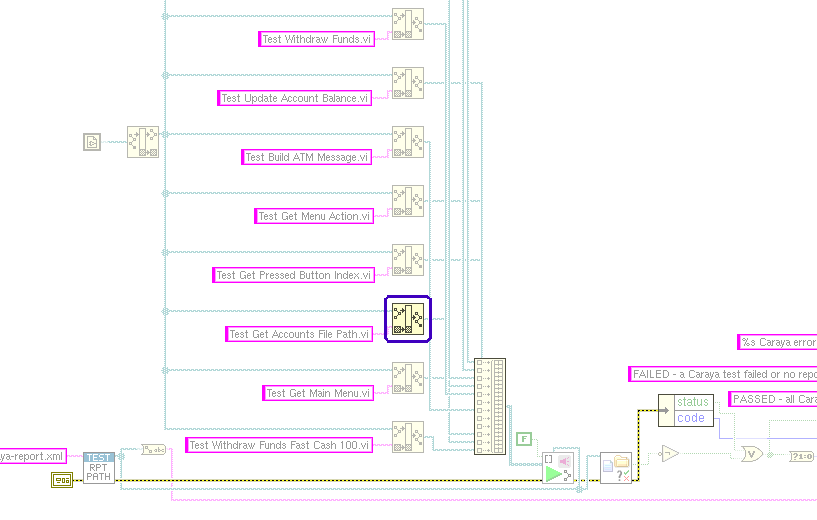 Test Withdraw Funds.vi
Test Update Account Balance.vi
Test Build ATM Message.vi
Test Get Menu Action.vi
Test Get Pressed Button Index.vi
Test Get Accounts File Path.vi
%s Caraya error
FAILED - a Caraya test failed or no repo
Test Get Main Menu.vi
PASSED - all Cara
status
code
Test Withdraw Funds Fast Cash 100.vi
F
ya-report.xml
TEST
RPT
PATH
abc
V
?1:0
?